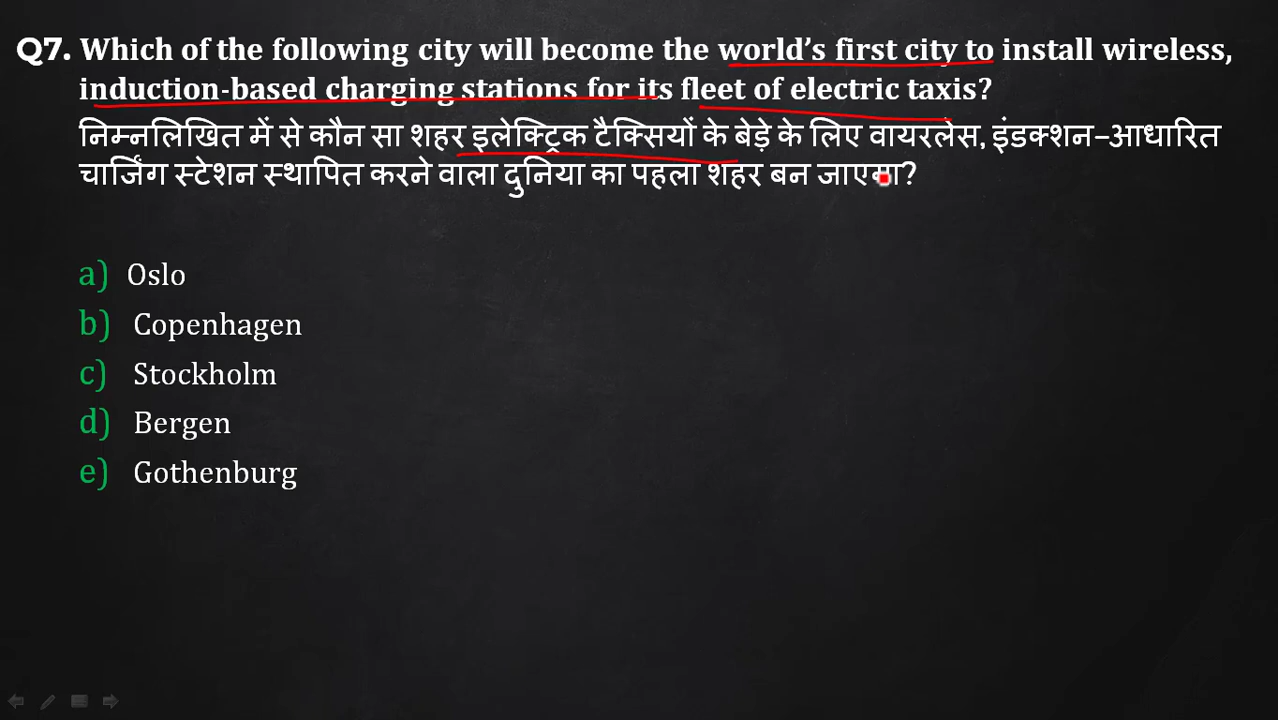 Q7. Which of the following city will become the world's first city to install wireless,
induction-based charging stations for its fleet of electric taxis?
निम्नलिखित में से कौन सा शहर इलेक्ट्रिक टैक्सियों के बेड़े के लिए वायरलेस, इंडक्शन-आधारित
चार्जिंग स्टेशन स्थापित करने वाला दुनिया का पहला शहर बन जाएगा?
a) Oslo
b) Copenhagen
c) Stockholm
d) Bergen
e) Gothenburg